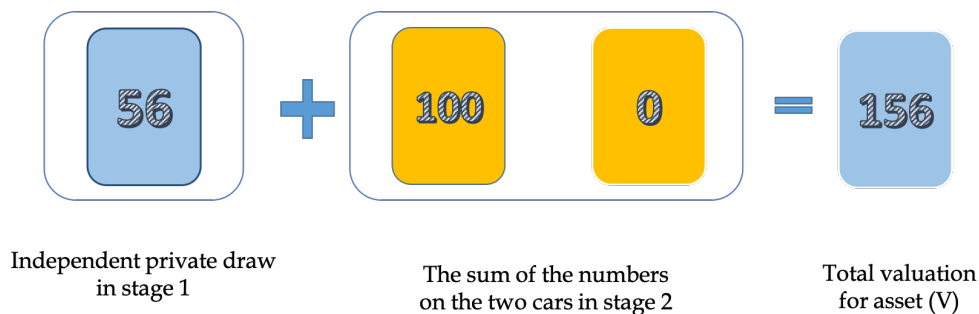 56 + 100 0 = 156
Independent private draw
in stage 1
The sum of the numbers
on the two cars in stage 2
Total valuation
for asset (V)